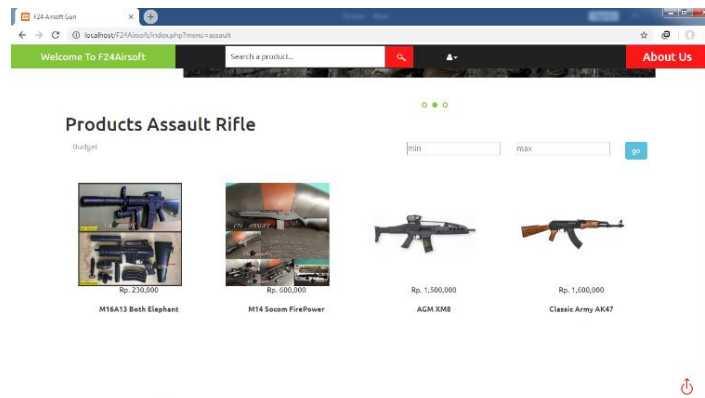 F24 Airsoft Gun
localhost/F24Airsoft/index.php?menu=assault
Welcome To F24Airsoft
Search a product...
About Us
Products Assault Rifle
Budget
min
max
go
Rp. 230,000
Rp. 600,000
Rp. 1,500,000
Rp. 1,600,000
M16A13 Both Elephant
M14 Socom FirePower
AGM XM8
Classic Army AK47